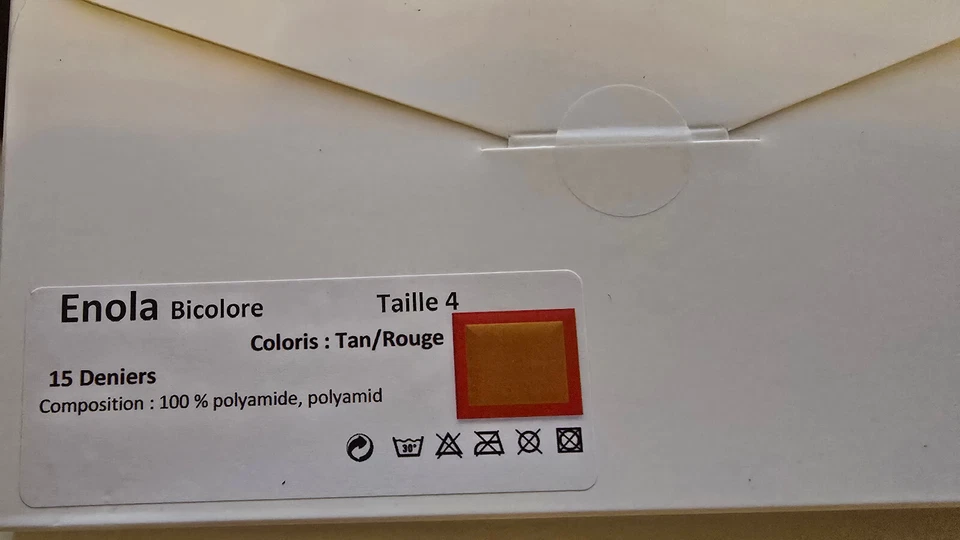 Enola Bicolore Taille 4
Coloris : Tan/Rouge
15 Deniers
Composition : 100 % polyamide, polyamid
30°